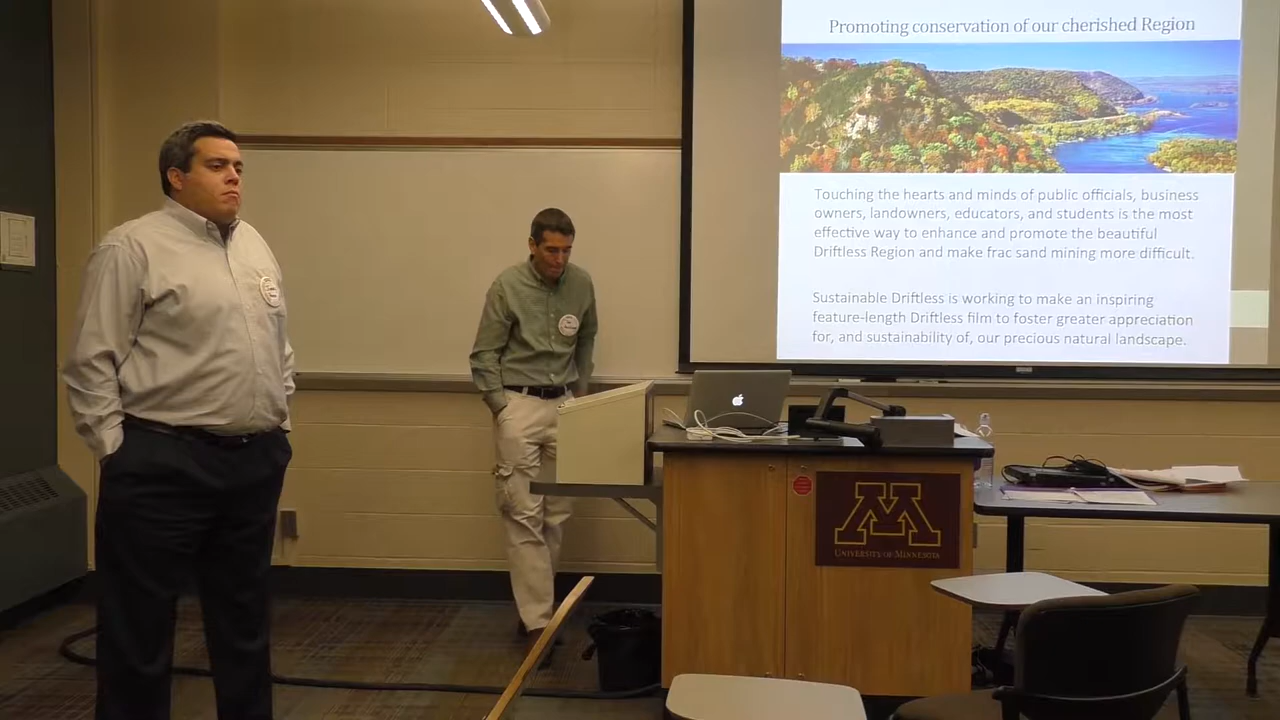 Promoting conservation of our cherished Region
Touching the hearts and minds of public officials, business
owners, landowners, educators, and students is the most
effective way to enhance and promote the beautiful
Driftless Region and make frac sand mining more difficult.
Sustainable Driftless is working to make an inspiring
feature-length Driftless film to foster greater appreciation
for, and sustainability of, our precious natural landscape.
M
UNIVERSITY OF MINNESOTA